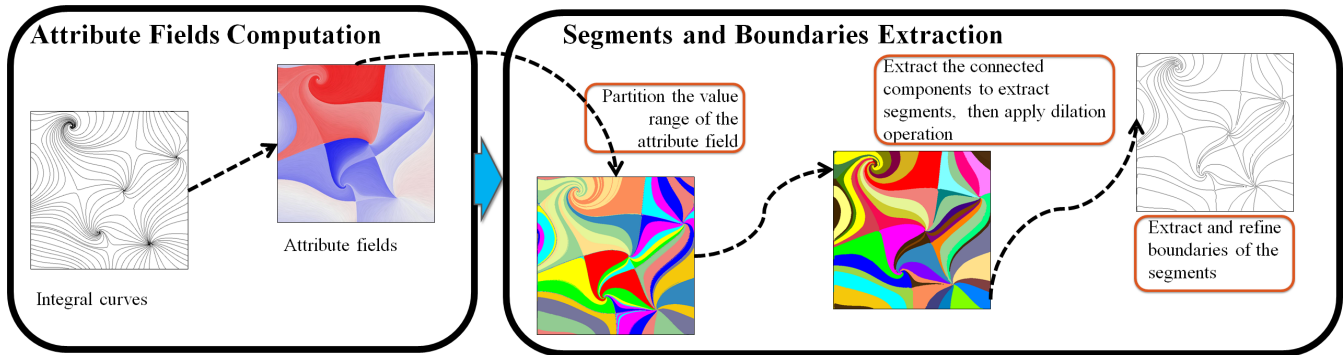 Attribute Fields Computation
Integral curves
Attribute fields
Segments and Boundaries Extraction
Partition the value
range of the
attribute field
Extract the connected
components to extract
segments, then apply dilation
operation
Extract and refine
boundaries of the
segments